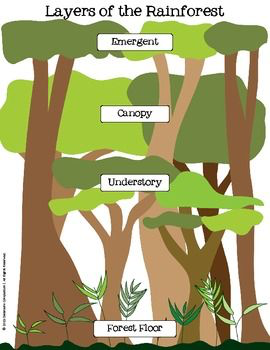 Layers of the Rainforest
Emergent
Canopy
Understory
Forest Floor